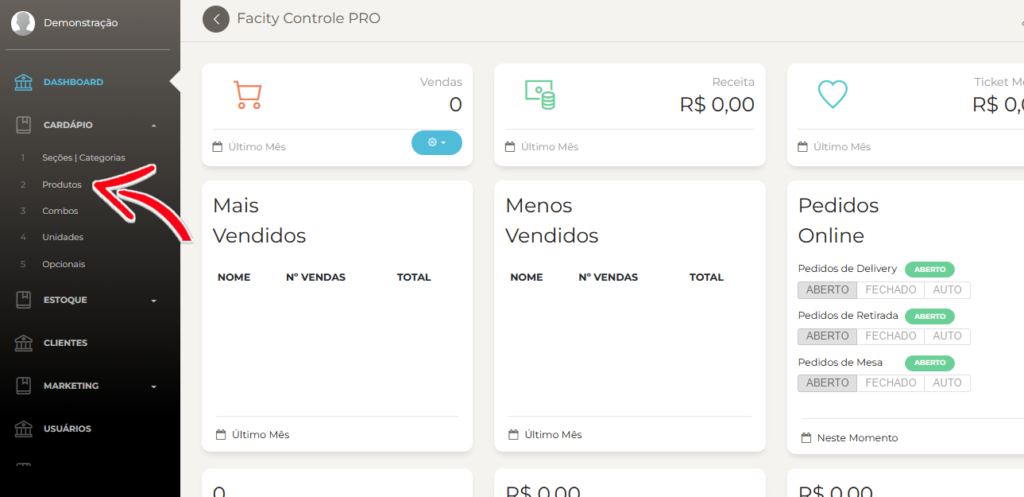 Demonstração
Facity Controle PRO
DASHBOARD
CARDÁPIO
1 Seções | Categorias
2 Produtos
3 Combos
4 Unidades
5 Opcionais
ESTOQUE
CLIENTES
MARKETING
USUÁRIOS
Vendas
0
Último Mês
Receita
R$ 0,00
Último Mês
Ticket
R$ 0,0
Último Mês
Mais
Vendidos
NOME Nº VENDAS TOTAL
Último Mês
Menos
Vendidos
NOME Nº VENDAS TOTAL
Último Mês
Pedidos
Online
Pedidos de Delivery ABERTO
ABERTO FECHADO AUTO
Pedidos de Retirada ABERTO
ABERTO FECHADO AUTO
Pedidos de Mesa ABERTO
ABERTO FECHADO AUTO
Neste Momento
0
R$ 0,00
R$ 0,00